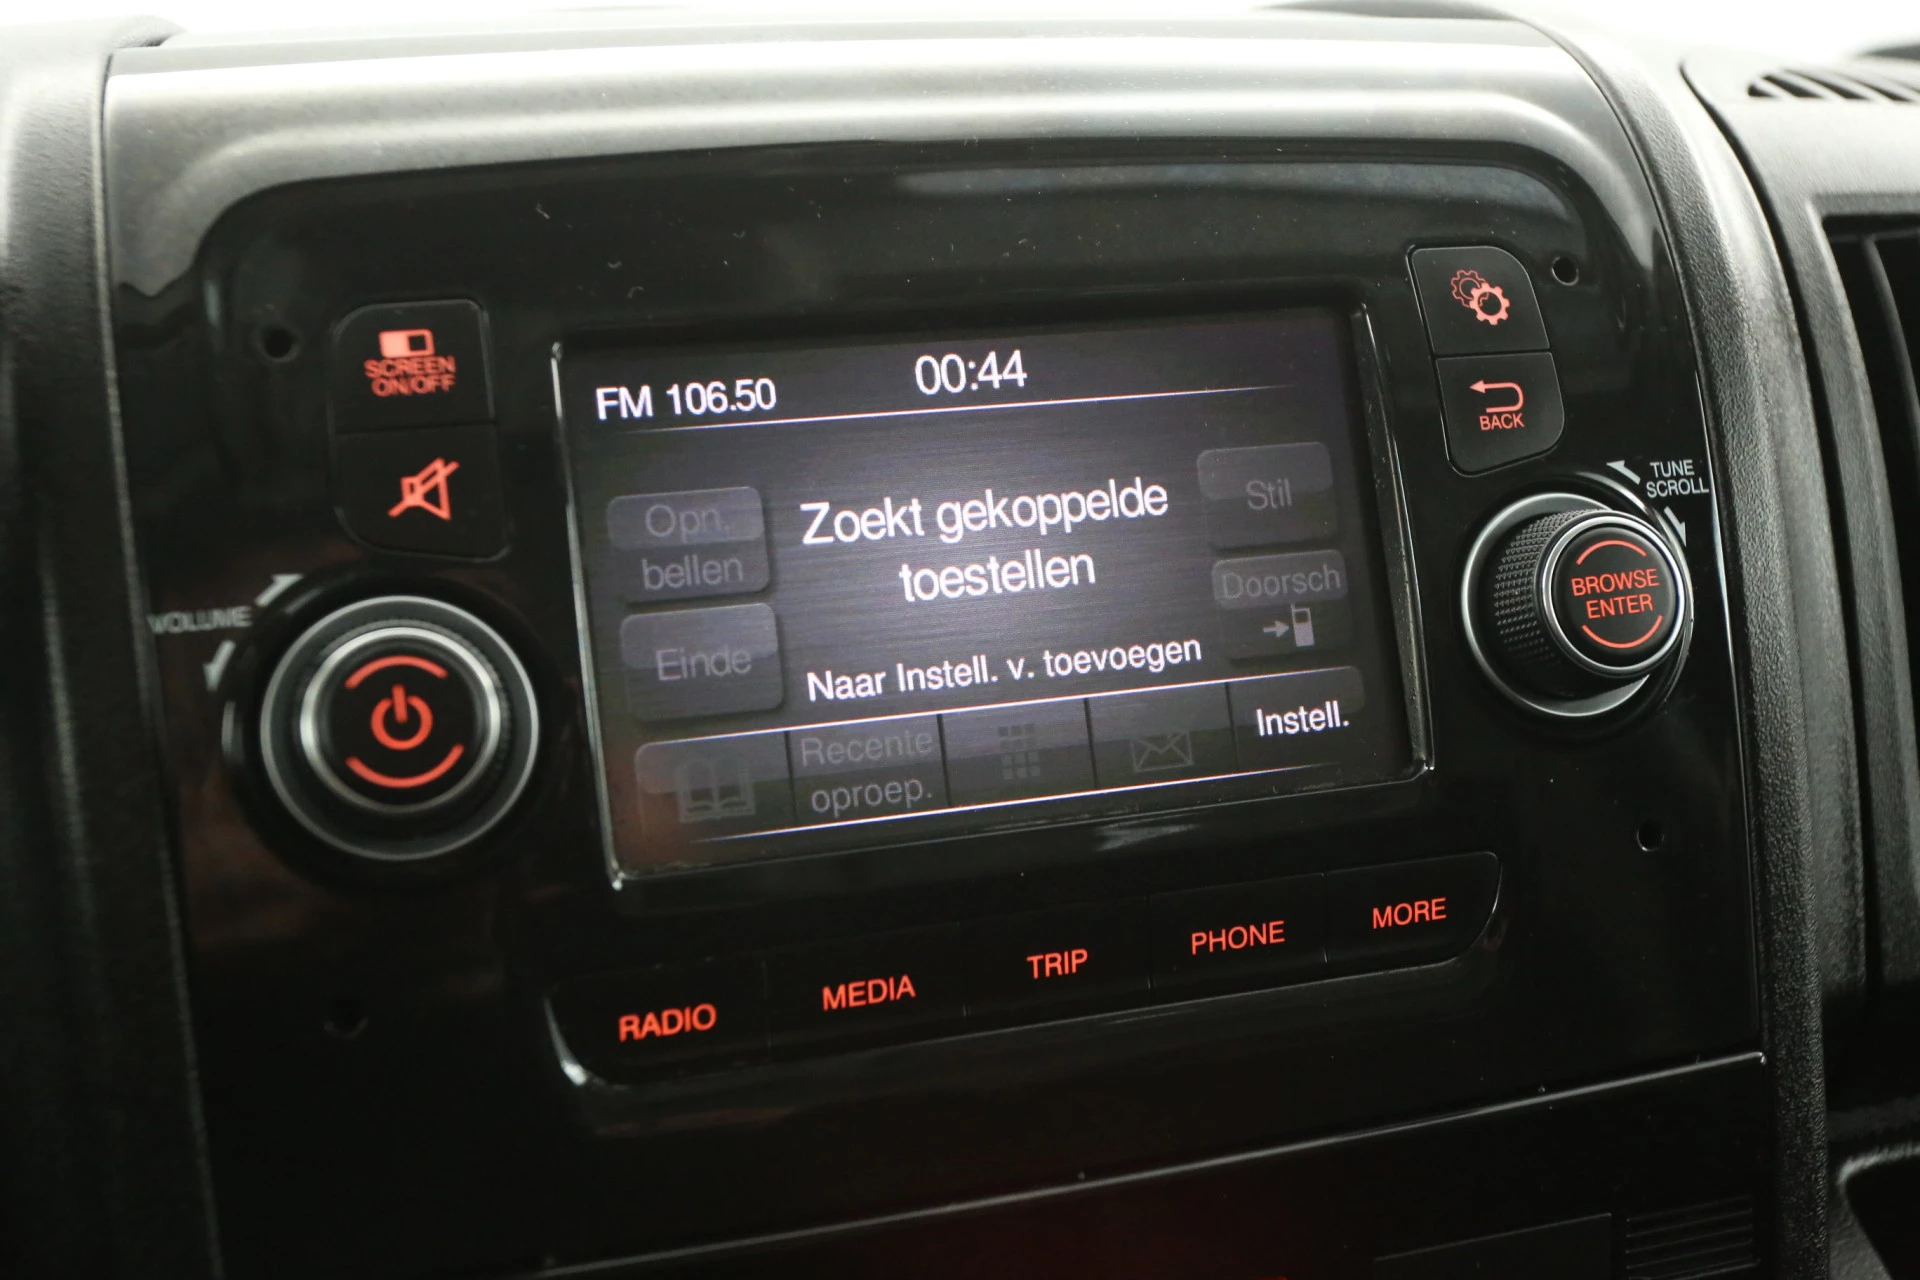 SCREEN
ON/OFF
VOLUME
FM 106.50
00:44
Opn.
bellen
Zoekt gekoppelde
toestellen
Stil
Doorsch
Einde
Naar Instell. v. toevoegen
Recente
oproep.
Instell.
BACK
TUNE
SCROLL
BROWSE
ENTER
RADIO
MEDIA
TRIP
PHONE
MORE